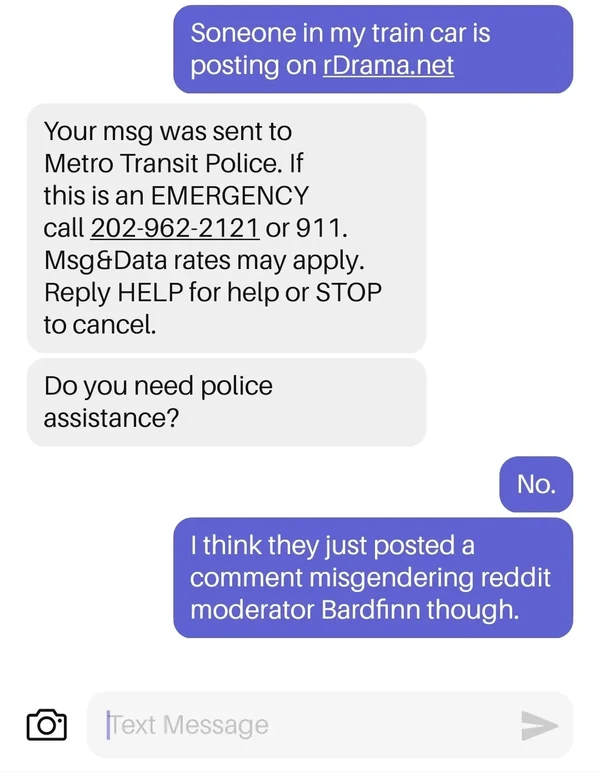 Soneone in my train car is
posting on rDrama.net
Your msg was sent to
Metro Transit Police. If
this is an EMERGENCY
call 202-962-2121 or 911.
Msg&Data rates may apply.
Reply HELP for help or STOP
to cancel.
Do you need police
assistance?
No.
I think they just posted a
comment misgendering reddit
moderator Bardfinn though.
Text Message